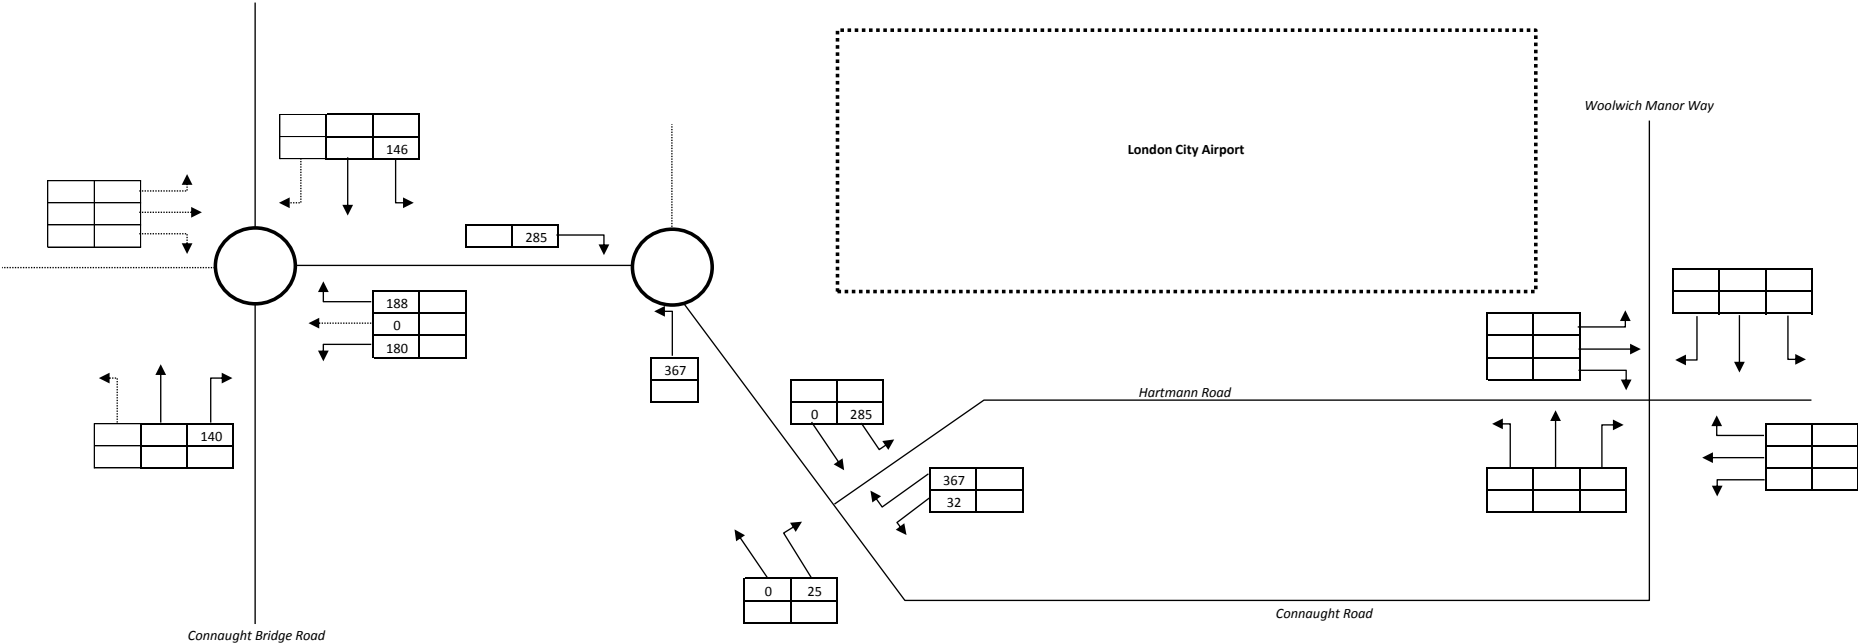 Woolwich Manor Way
London City Airport
146
285
188
0
180
367
Hartmann Road
0 285
140
367
32
0 25
Connaught Road
Connaught Bridge Road